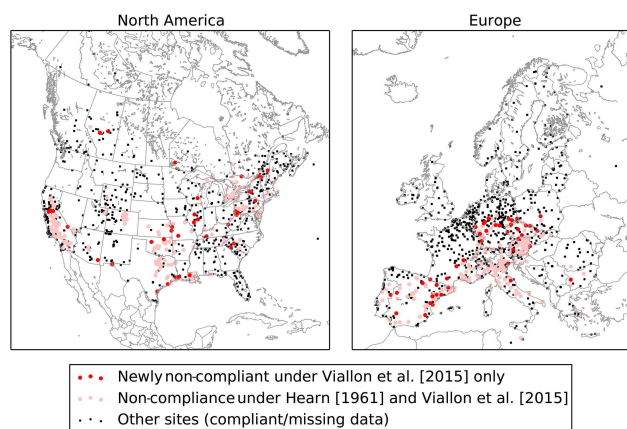 North America
Europe
Newly non-compliant under Viallon et al. [2015] only
Non-compliance under Hearn [1961] and Viallon et al. [2015]
Other sites (compliant/missing data)